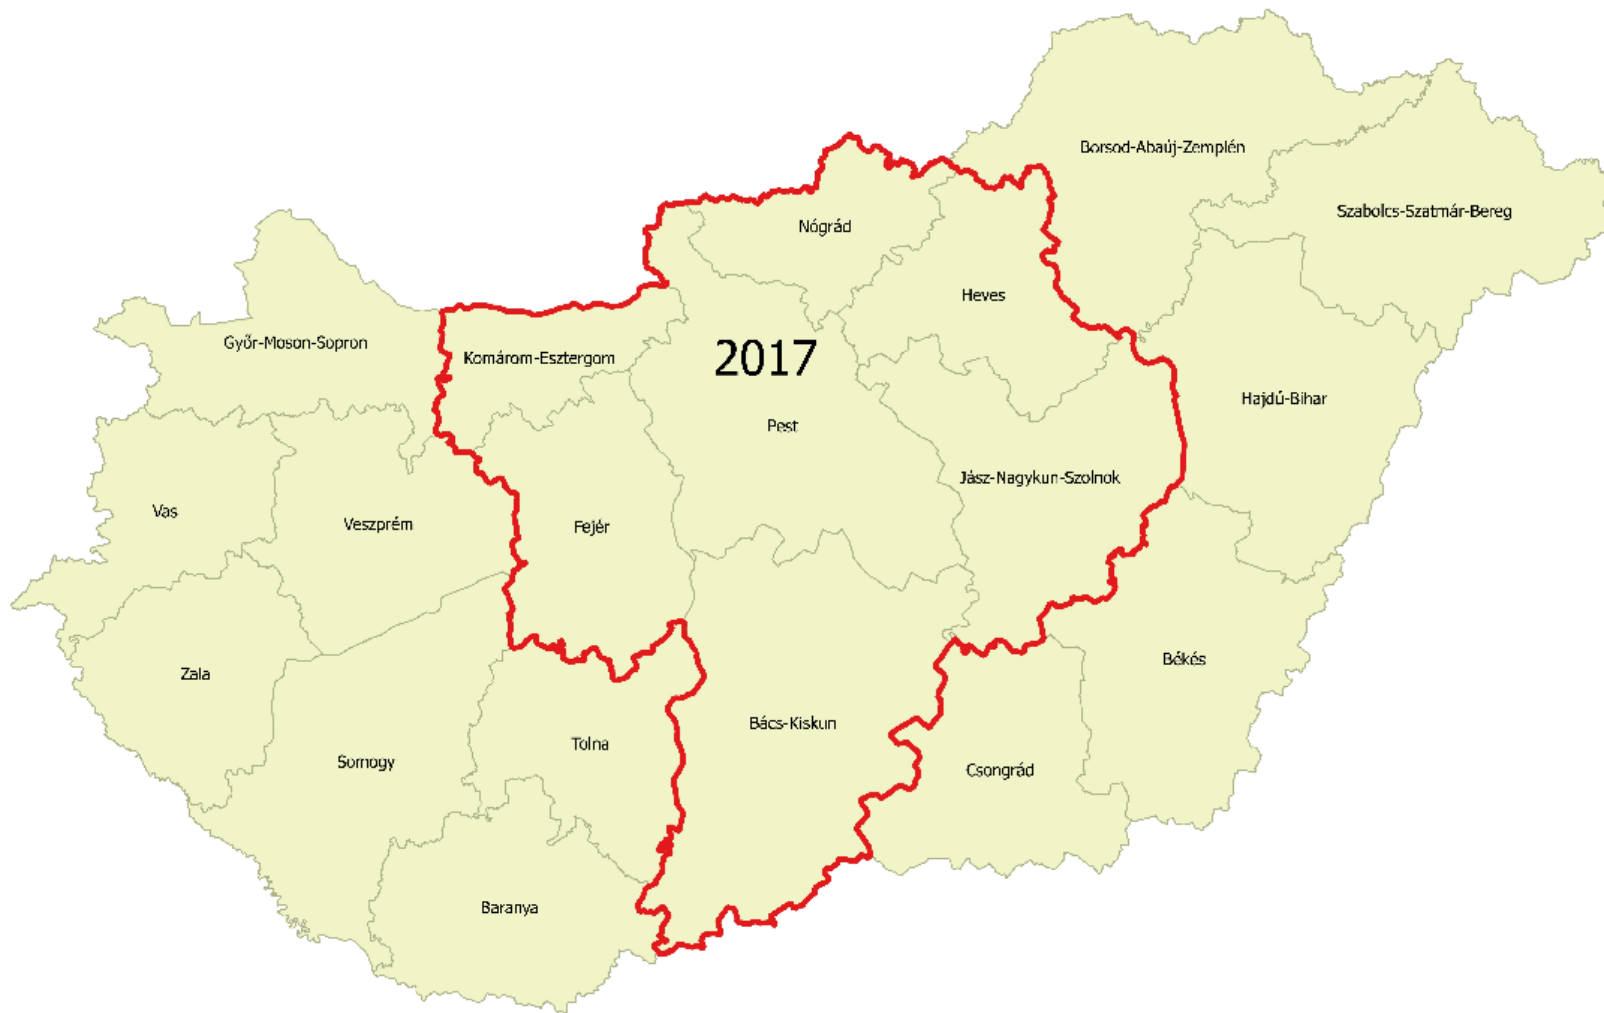 Borsod-Abaúj-Zemplén
Szabolcs-Szatmár-Bereg
Nógrád
Heves
Győr-Moson-Sopron
Komárom-Esztergom
2017
Hajdú-Bihar
Pest
Jász-Nagykun-Szolnok
Vas
Veszprém
Fejér
Békés
Zala
Bács-Kiskun
Tolna
Somogy
Csongrád
Baranya